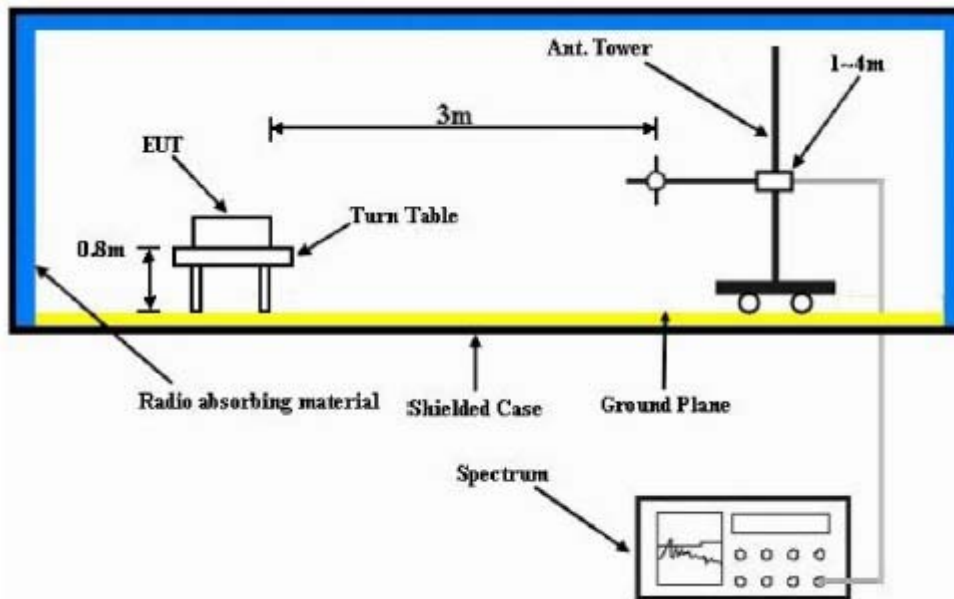 Ant. Tower
1~4m
3m
EUT
Turn Table
0.8m
Radio absorbing material
Shielded Case
Ground Plane
Spectrum